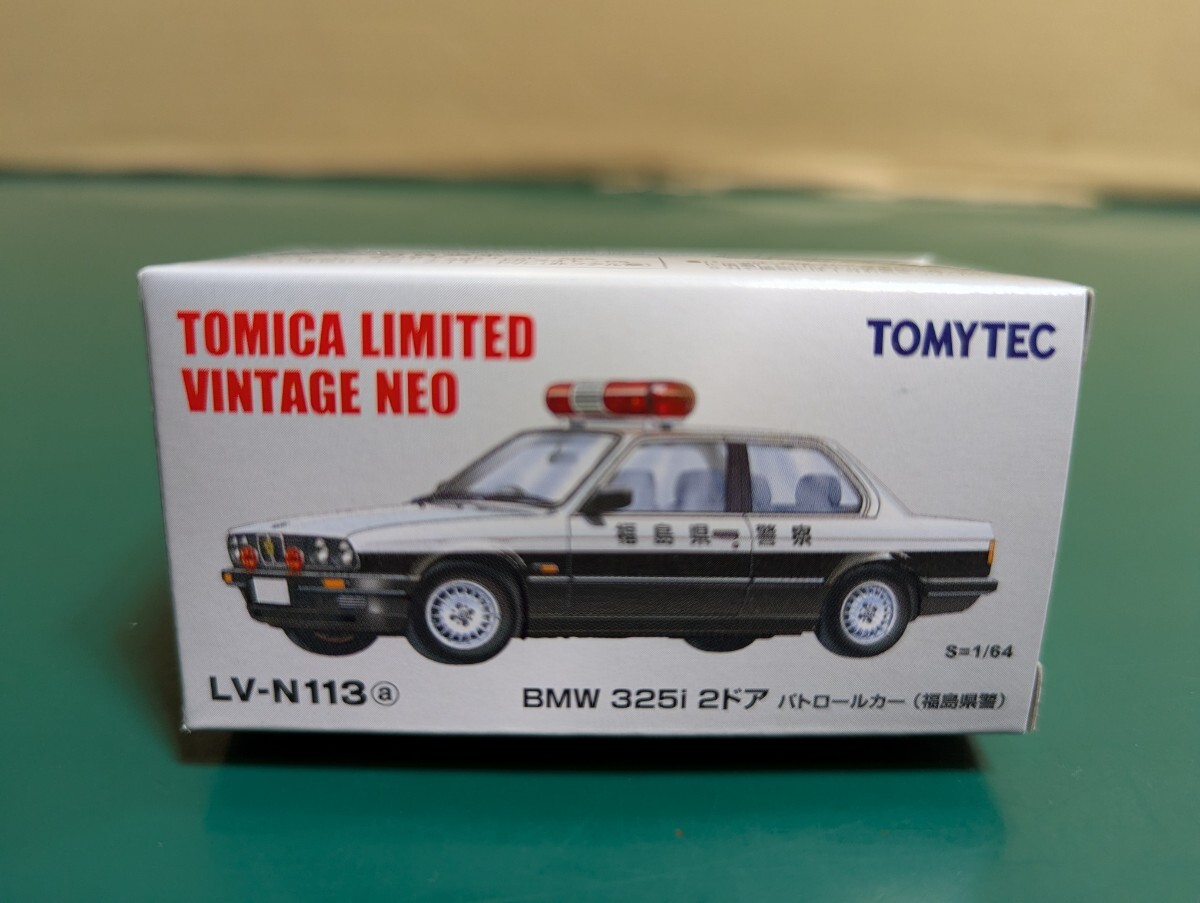 TOMICA LIMITED
VINTAGE NEO
TOMYTEC
福島県 警察
S=1/64
LV-N113ⓐ
BMW 325i 2ドア パトロールカー（福島県警）